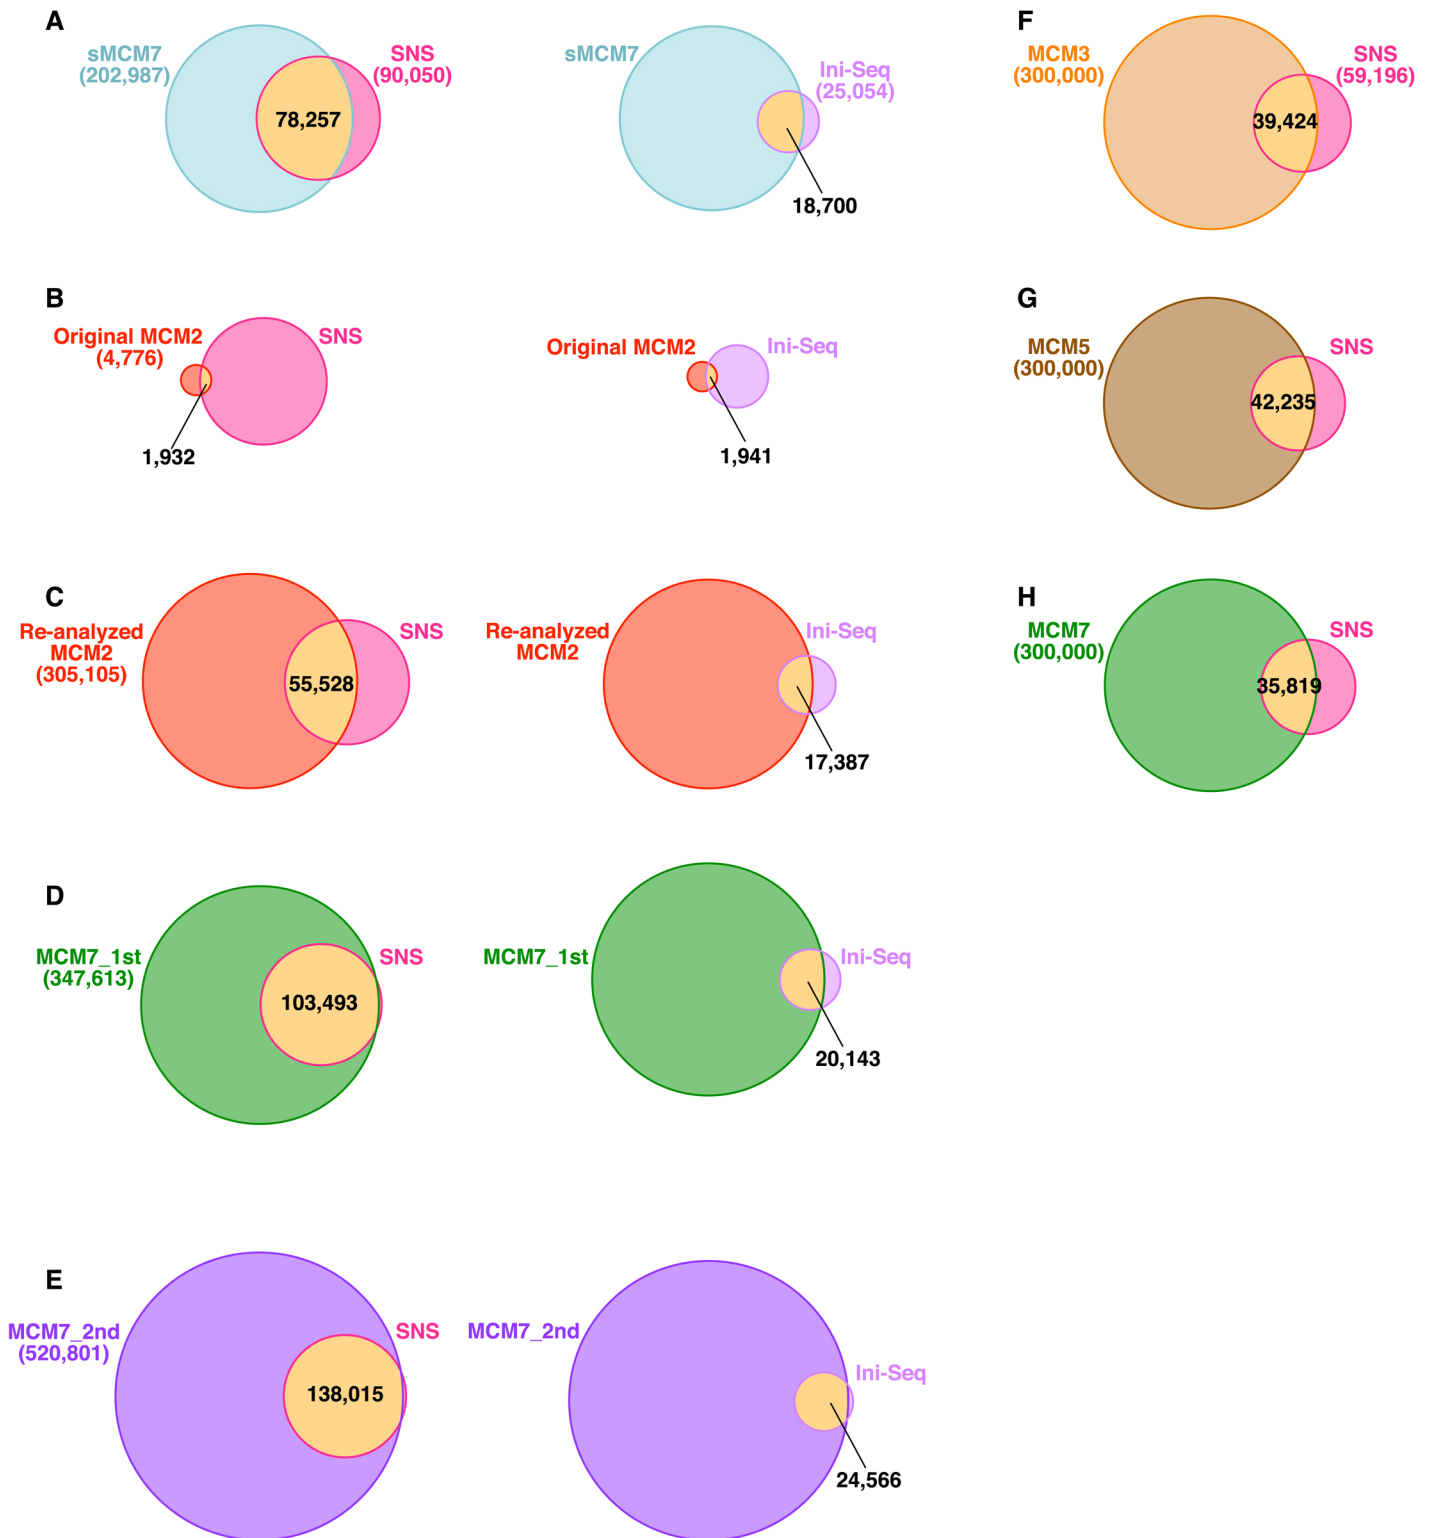 A
sMCM7
(202,987)
SNS
(90,050)
78,257
sMCM7
Ini-Seq
(25,054)
18,700
B
Original MCM2
(4,776)
SNS
1,932
Original MCM2
Ini-Seq
1,941
C
Re-analyzed
MCM2
(305,105)
SNS
55,528
Re-analyzed
MCM2
Ini-Seq
17,387
D
MCM7_1st
(347,613)
SNS
103,493
MCM7_1st
Ini-Seq
20,143
E
MCM7_2nd
(520,801)
SNS
138,015
MCM7_2nd
Ini-Seq
24,566
F
MCM3
(300,000)
SNS
(59,196)
39,424
G
MCM5
(300,000)
SNS
42,235
H
MCM7
(300,000)
SNS
35,819